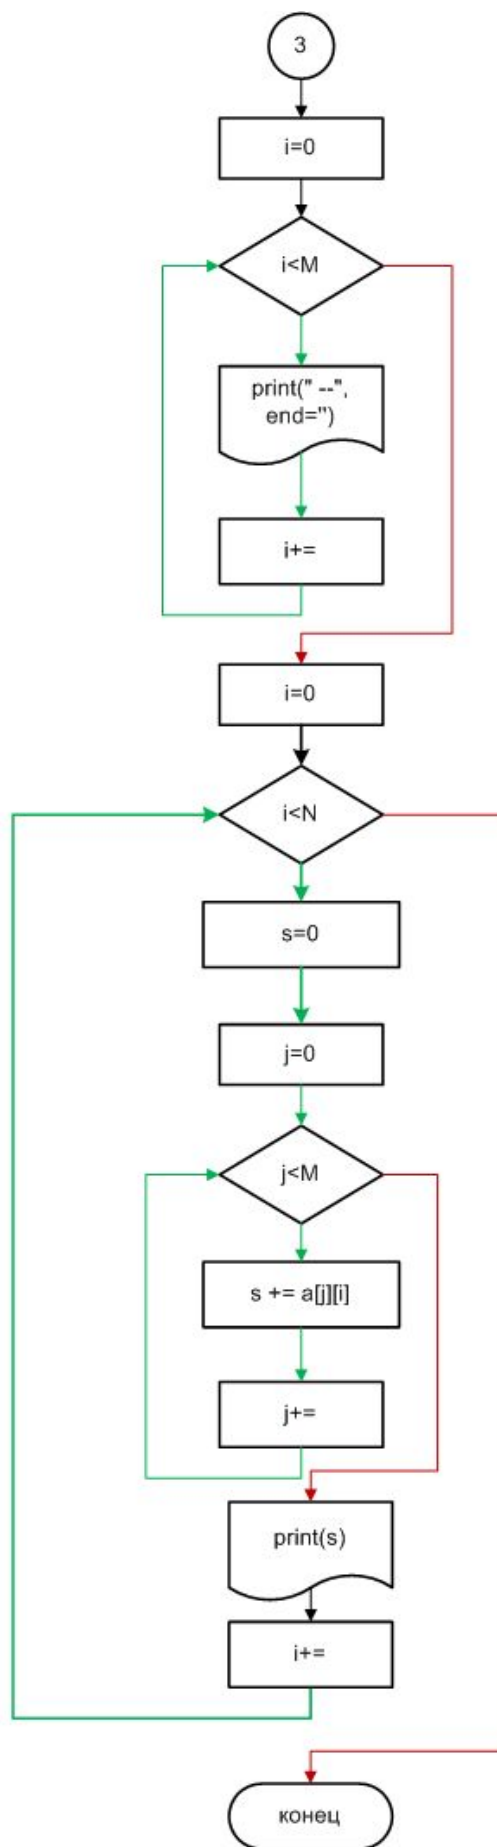 3
i=0
i<M
print(" --",
end='')
i+=
i=0
i<N
s=0
j=0
j<M
s += a[j][i]
j+=
print(s)
i+=
конец